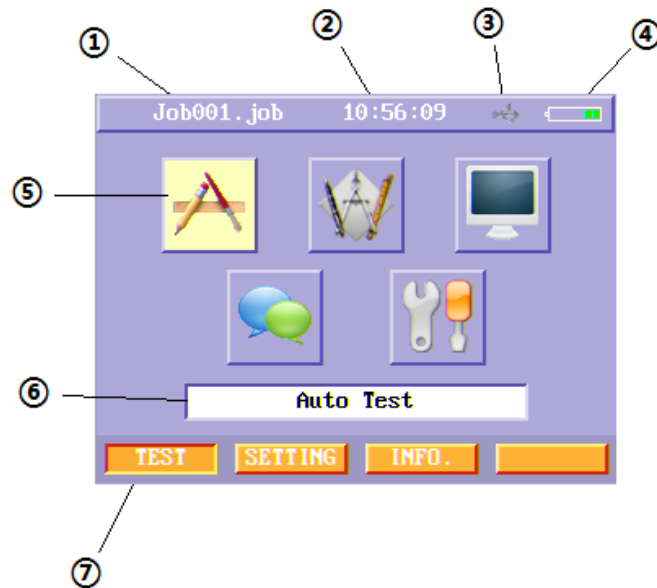 ① ② ③ ④
Job001.job 10:56:09
⑤
⑥ Auto Test
TEST SETTING INFO.
⑦